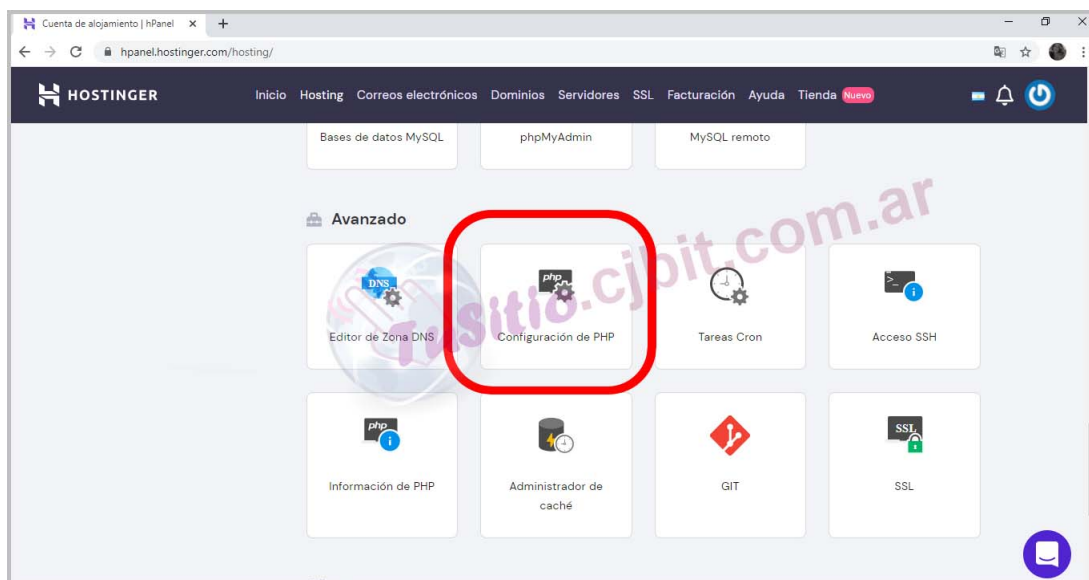 Cuenta de alojamiento | hPanel
hpanel.hostinger.com/hosting/
HOSTINGER
Inicio Hosting Correos electrónicos Dominios Servidores SSL Facturación Ayuda Tienda Nuevo
Bases de datos MySQL phpMyAdmin MySQL remoto
Avanzado
DNS php >_ i
Editor de Zona DNS Configuración de PHP Tareas Cron Acceso SSH
TuSitio.cjbit.com.ar
php i SSL
Información de PHP Administrador de caché GIT SSL